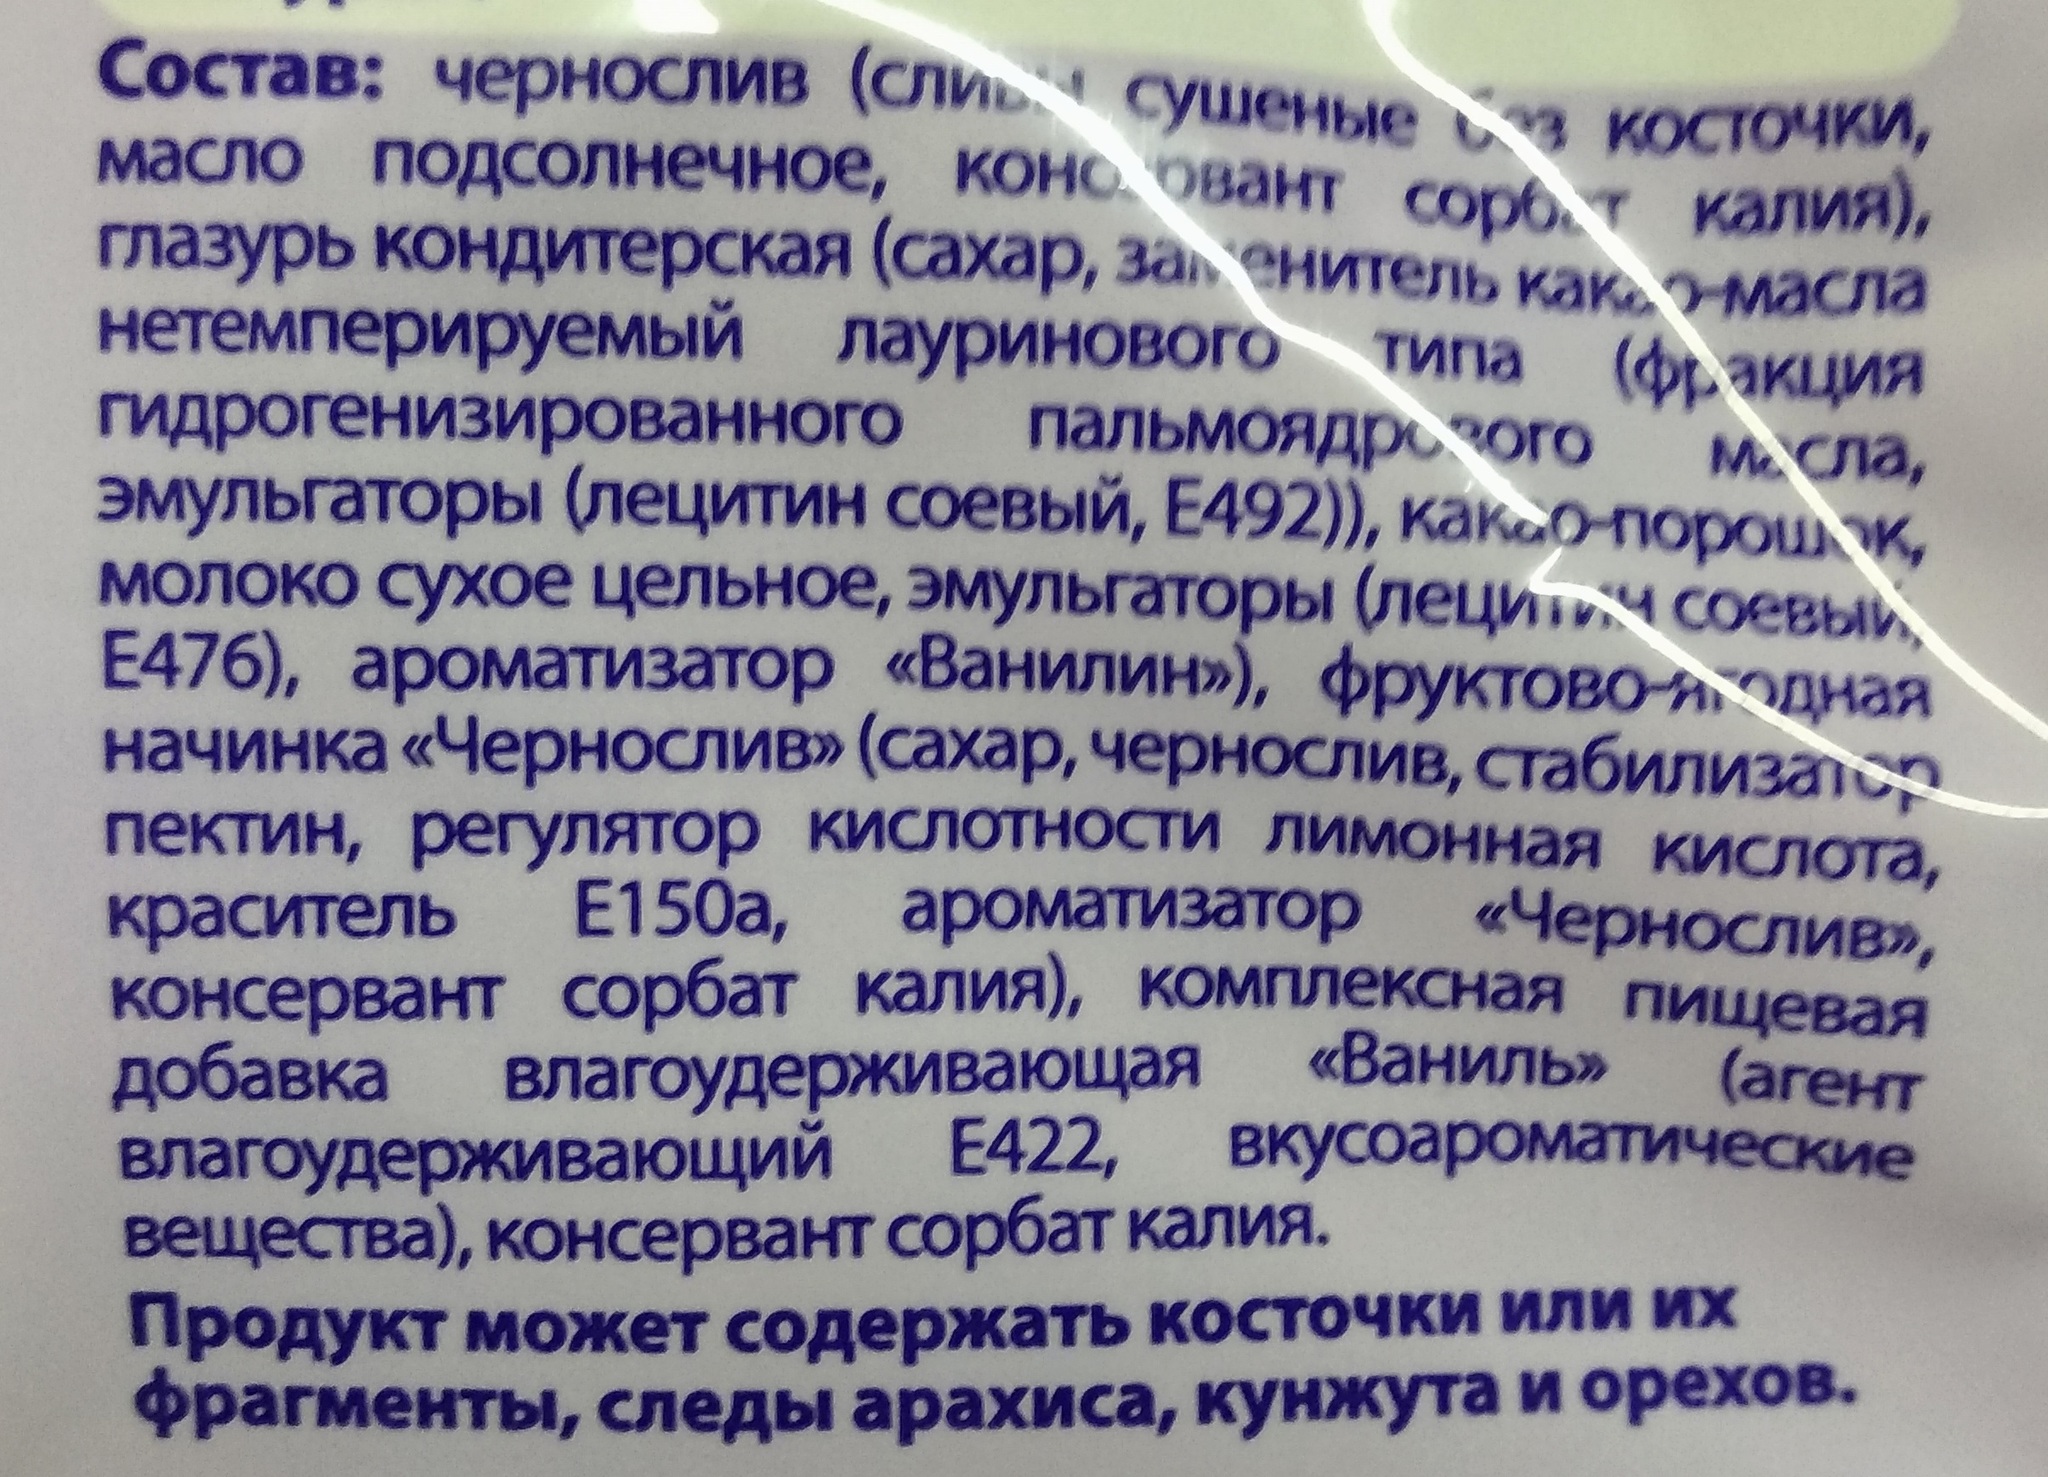 Состав: чернослив (сливы сушеные без косточки,
масло подсолнечное, консервант сорбат калия),
глазурь кондитерская (сахар, заменитель какао-масла
нетемперируемый лауринового типа (фракция
гидрогенизированного пальмоядрового масла,
эмульгаторы (лецитин соевый, Е492)), какао-порошок,
молоко сухое цельное, эмульгаторы (лецитин соевый,
Е476), ароматизатор «Ванилин»), фруктово-ягодная
начинка «Чернослив» (сахар, чернослив, стабилизатор
пектин, регулятор кислотности лимонная кислота,
краситель Е150а, ароматизатор «Чернослив»,
консервант сорбат калия), комплексная пищевая
добавка влагоудерживающая «Ваниль» (агент
влагоудерживающий Е422, вкусоароматические
вещества), консервант сорбат калия.
Продукт может содержать косточки или их
фрагменты, следы арахиса, кунжута и орехов.